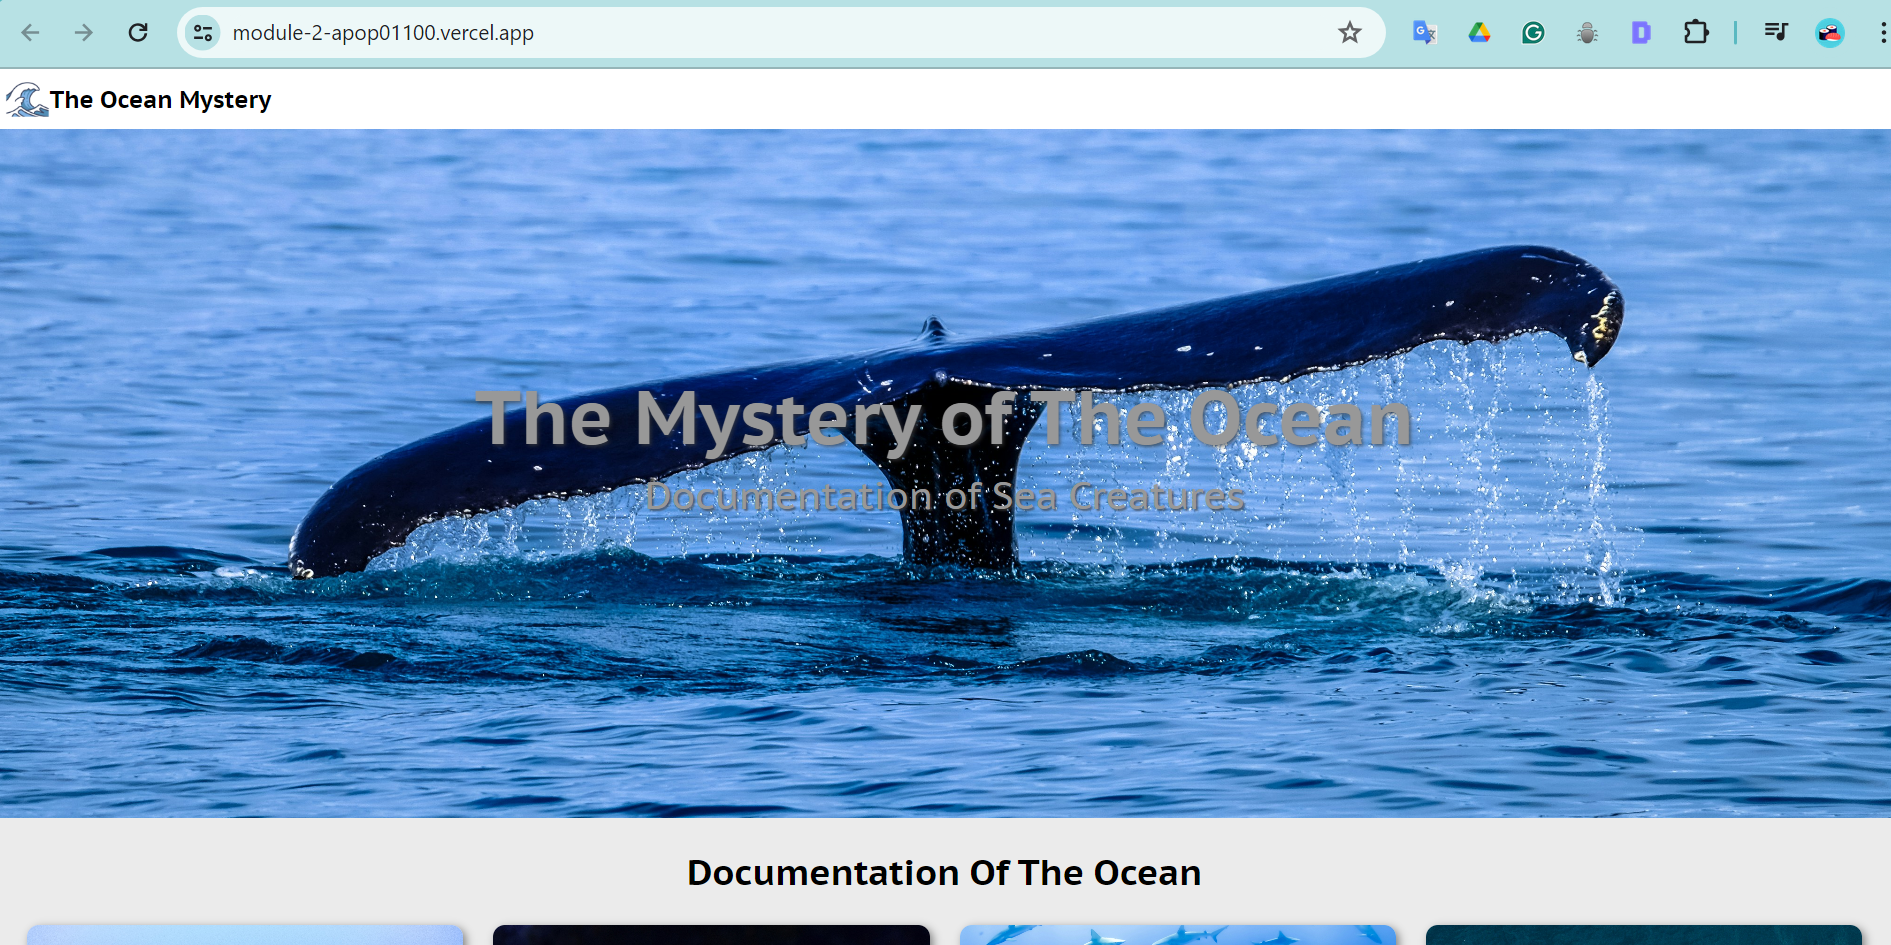 module-2-apop01100.vercel.app
The Ocean Mystery
The Mystery of The Ocean
Documentation of Sea Creatures
Documentation Of The Ocean